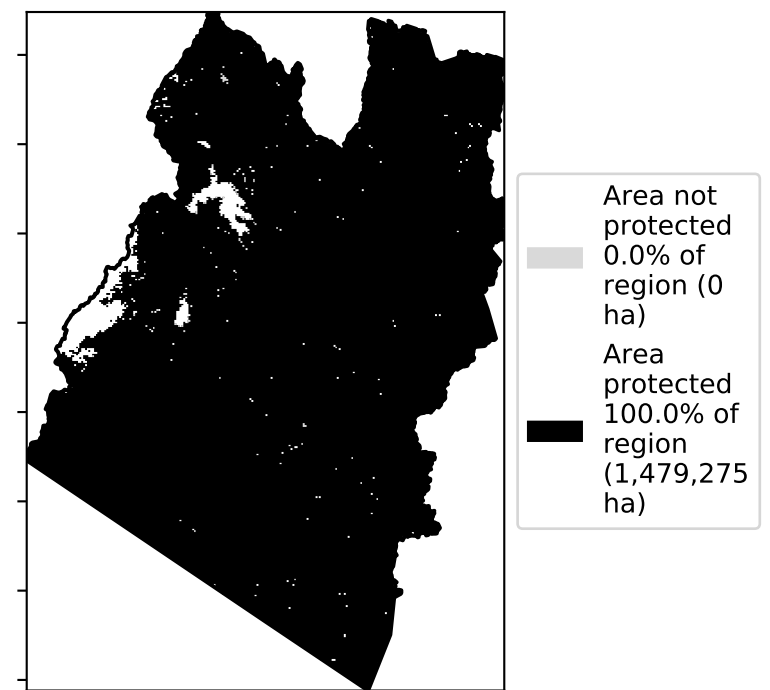 Area not
protected
0.0% of
region (0
ha)
Area
protected
100.0% of
region
(1,479,275
ha)